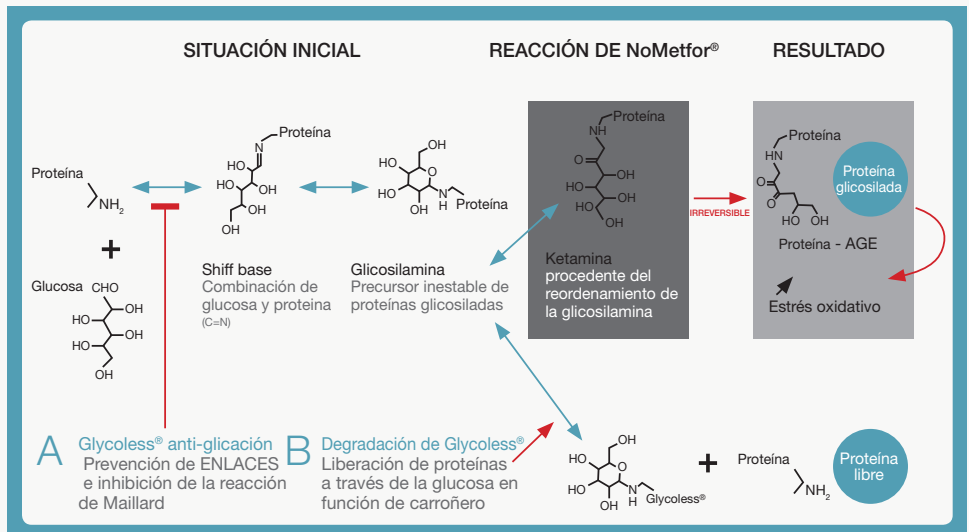 SITUACIÓN INICIAL
REACCIÓN DE NoMetfor®
RESULTADO
Proteína
NH2
+
Glucosa
CHO
OH
HO
OH
HO
OH
OH
Proteína
N
HO
HO
OH
OH
OH
HO
Shiff base
Combinación de
glucosa y proteina
(C=N)
OH
HO
O
HO
OH
N
H
Proteína
Glicosilamina
Precursor inestable de
proteínas glicosiladas
Proteína
NH
O
OH
HO
OH
HO
OH
Ketamina
procedente del
reordenamiento de
la glicosilamina
IRREVERSIBLE
Proteína
HN
O
O
OH
HO
OH
Proteína
glicosilada
Proteína - AGE
Estrés oxidativo
A
Glycoless® anti-glicación
Prevención de ENLACES
e inhibición de la reacción
de Maillard
B
Degradación de Glycoless®
Liberación de proteínas
a través de la glucosa en
función de carroñero
OH
HO
O
HO
OH
N
H
Glycoless®
+
Proteína
NH2
Proteína
libre